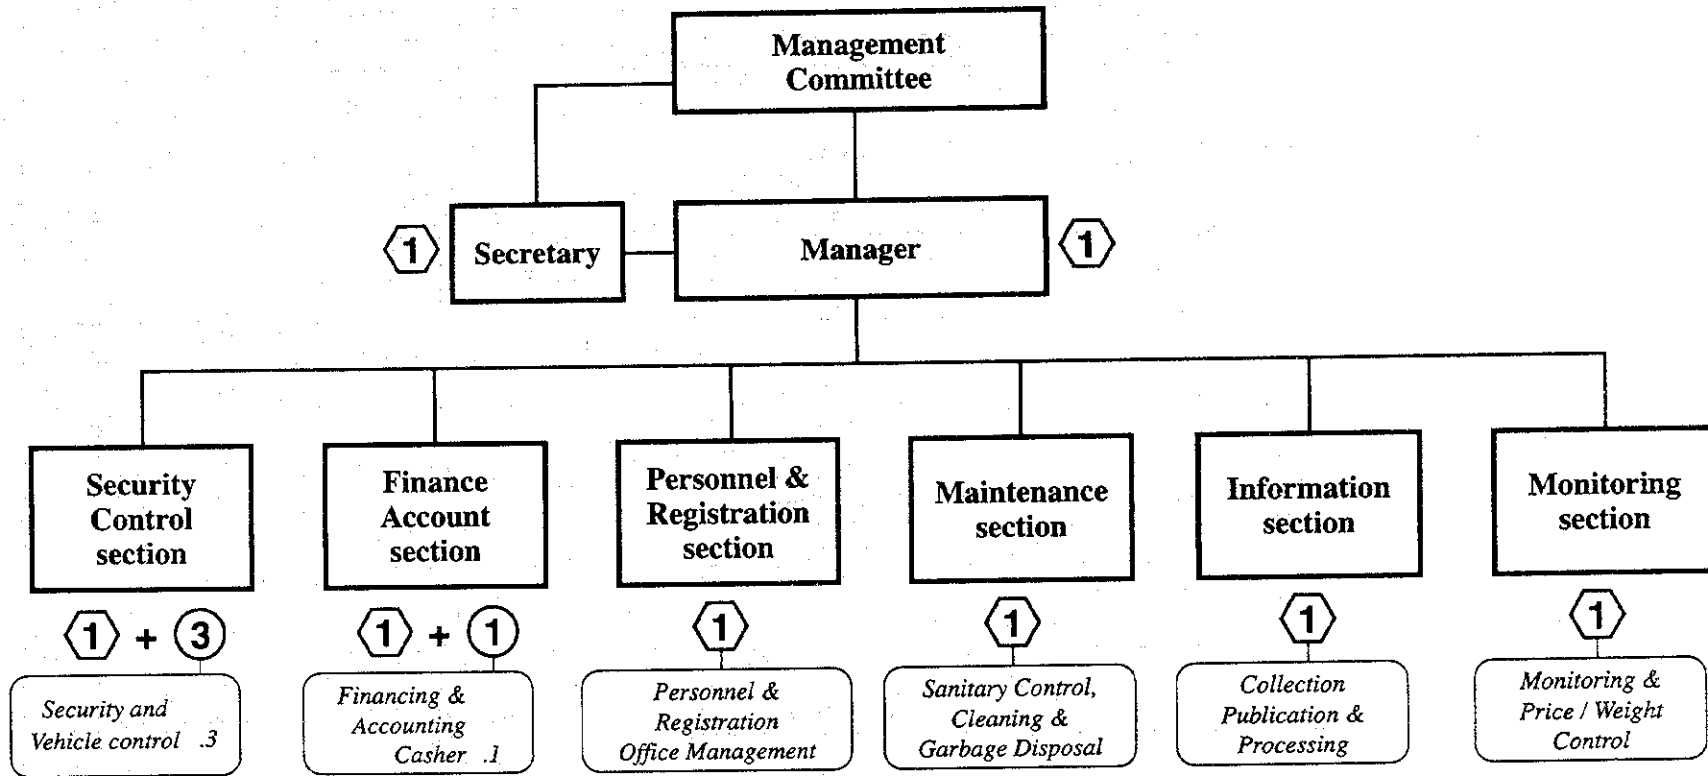 Management
Committee
1
Secretary
Manager
1
Security
Control
section
Finance
Account
section
Personnel &
Registration
section
Maintenance
section
Information
section
Monitoring
section
1 + 3
1 + 1
1
1
1
1
Security and
Vehicle control .3
Financing &
Accounting
Casher .1
Personnel &
Registration
Office Management
Sanitary Control,
Cleaning &
Garbage Disposal
Collection
Publication &
Processing
Monitoring &
Price / Weight
Control